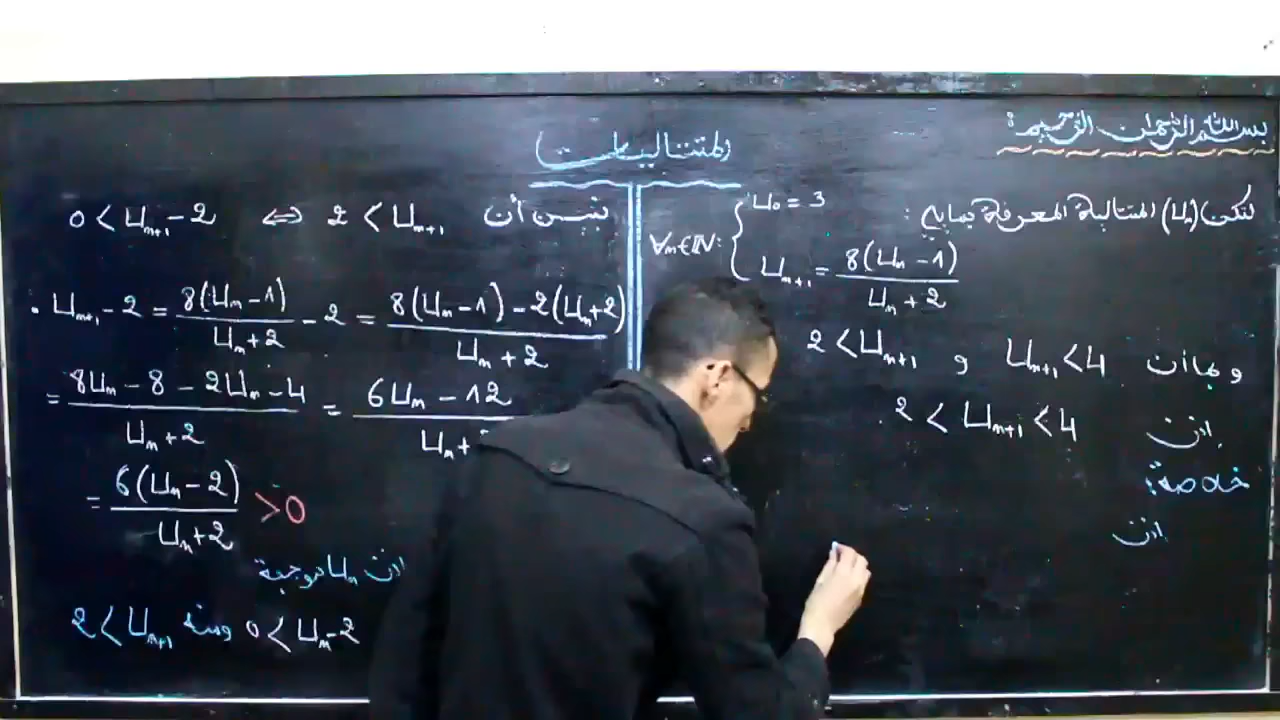 بسم الله الرحمان الرحيم:
المتتاليات
لتكن (Uₙ) المتتالية المعرفة بمايلي:
∀n∈ℕ: { U₀ = 3
Uₙ₊₁ = 8(Uₙ - 1) / (Uₙ + 2)
وبما أن Uₙ₊₁ < 4 و 2 < Uₙ₊₁
إذن 2 < Uₙ₊₁ < 4
خلاصة:
إذن
نبين أن 2 < Uₙ₊₁ ⇔ 0 < Uₙ₊₁ - 2
• Uₙ₊₁ - 2 = 8(Uₙ - 1) / (Uₙ + 2) - 2 = (8(Uₙ - 1) - 2(Uₙ + 2)) / (Uₙ + 2)
= (8Uₙ - 8 - 2Uₙ - 4) / (Uₙ + 2) = (6Uₙ - 12) / (Uₙ +
= 6(Uₙ - 2) / (Uₙ + 2) > 0
إذن Uₙ موجبة
0 < Uₙ - 2 ومنه 2 < Uₙ₊₁